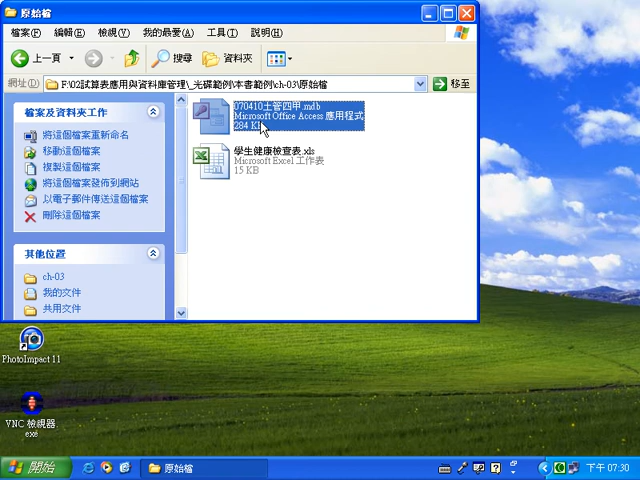 原始檔
檔案(F) 編輯(E) 檢視(V) 我的最愛(A) 工具(T) 說明(H)
上一頁 搜尋 資料夾
網址(D) F:\02試算表應用與資料庫管理\_光碟範例\本書範例\ch-03\原始檔 移至
檔案及資料夾工作
將這個檔案重新命名
移動這個檔案
複製這個檔案
將這個檔案發佈到網站
以電子郵件傳送這個檔案
刪除這個檔案
其他位置
ch-03
我的文件
共用文件
070410土管四甲.mdb
Microsoft Office Access 應用程式
284 KB
學生健康檢查表.xls
Microsoft Excel 工作表
15 KB
PhotoImpact 11
VNC 檢視器.
exe
開始 原始檔 下午 07:30